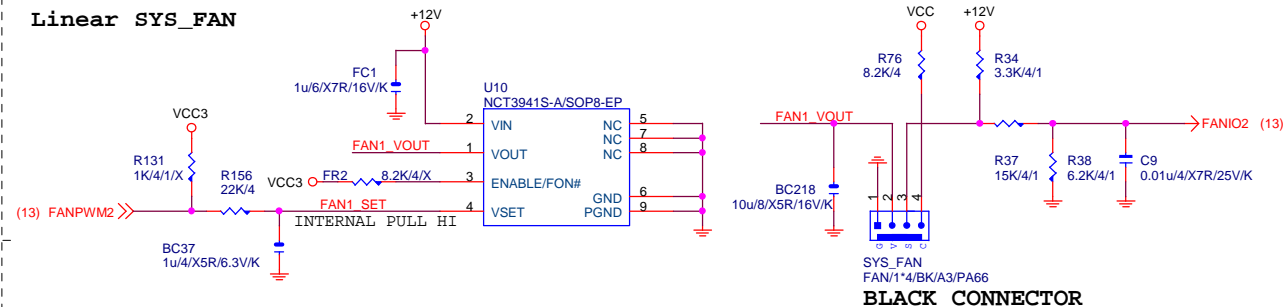 Linear SYS_FAN
+12V
FC1
1u/6/X7R/16V/K
U10
NCT3941S-A/SOP8-EP
2 VIN
1 VOUT
3 ENABLE/FON#
4 VSET
NC 5
NC 7
NC 8
GND 6
PGND 9
FAN1_VOUT
VCC3
R131
1K/4/1/X
R156
22K/4
VCC3
FR2
8.2K/4/X
(13) FANPWM2
FAN1_SET
INTERNAL PULL HI
BC37
1u/4/X5R/6.3V/K
VCC
+12V
R76
8.2K/4
R34
3.3K/4/1
FAN1_VOUT
FANIO2 (13)
R37
15K/4/1
R38
6.2K/4/1
C9
0.01u/4/X7R/25V/K
BC218
10u/8/X5R/16V/K
1 2 3 4
G V S C
SYS_FAN
FAN/1*4/BK/A3/PA66
BLACK CONNECTOR